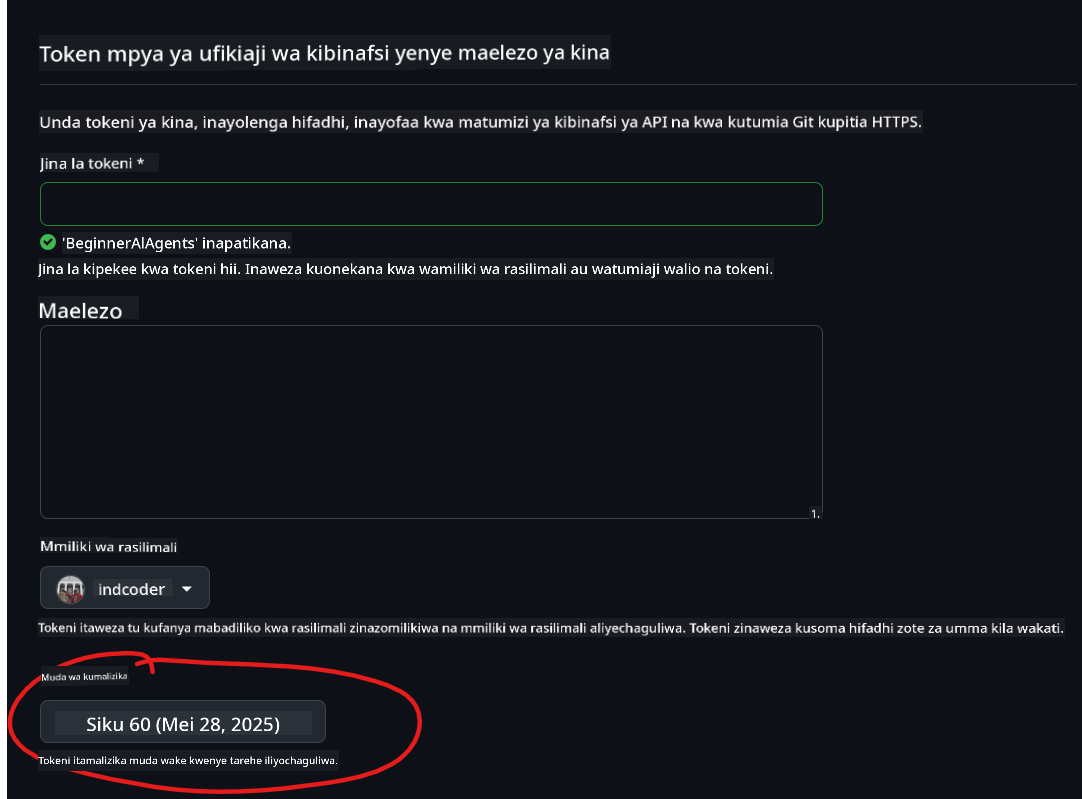 Token mpya ya ufikiaji wa kibinafsi yenye maelezo ya kina
Unda tokeni ya kina, inayolenga hifadhi, inayofaa kwa matumizi ya kibinafsi ya API na kwa kutumia Git kupitia HTTPS.
Jina la tokeni *
'BeginnerAIAgents' inapatikana.
Jina la kipekee kwa tokeni hii. Inaweza kuonekana kwa wamiliki wa rasilimali au watumiaji walio na tokeni.
Maelezo
1.
Mmiliki wa rasilimali
indcoder
Tokeni itaweza tu kufanya mabadiliko kwa rasilimali zinazomilikiwa na mmiliki wa rasilimali aliyechaguliwa. Tokeni zinaweza kusoma hifadhi zote za umma kila wakati.
Muda wa kumalizika
Siku 60 (Mei 28, 2025)
Tokeni itamalizika muda wake kwenye tarehe iliyochaguliwa.